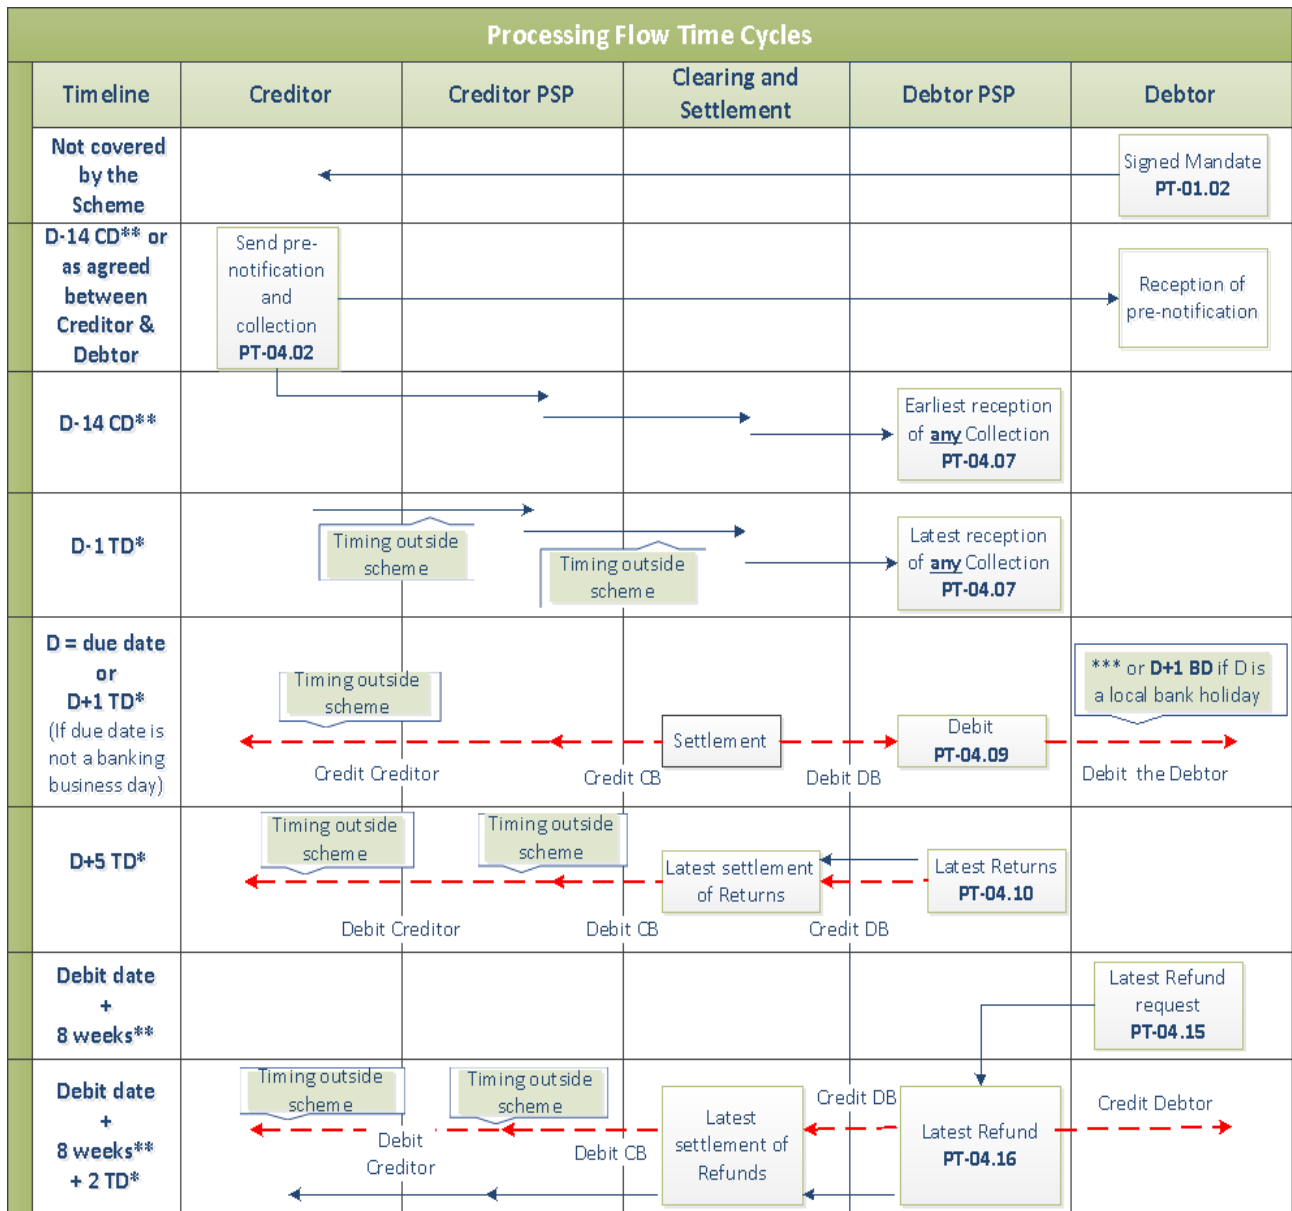 Processing Flow Time Cycles
Timeline
Creditor
Creditor PSP
Clearing and
Settlement
Debtor PSP
Debtor
Not covered
by the
Scheme
Signed Mandate
PT-01.02
D-14 CD** or
as agreed
between
Creditor &
Debtor
Send pre-
notification
and
collection
PT-04.02
Reception of
pre-notification
D-14 CD**
Earliest reception
of any Collection
PT-04.07
D-1 TD*
Timing outside
scheme
Timing outside
scheme
Latest reception
of any Collection
PT-04.07
D = due date
or
D+1 TD*
(If due date is
not a banking
business day)
Timing outside
scheme
Credit Creditor
Credit CB
Settlement
Debit DB
Debit
PT-04.09
*** or D+1 BD if D is
a local bank holiday
Debit the Debtor
D+5 TD*
Timing outside
scheme
Timing outside
scheme
Debit Creditor
Debit CB
Latest settlement
of Returns
Credit DB
Latest Returns
PT-04.10
Debit date
+
8 weeks**
Latest Refund
request
PT-04.15
Debit date
+
8 weeks**
+ 2 TD*
Timing outside
scheme
Timing outside
scheme
Debit
Creditor
Debit CB
Latest
settlement of
Refunds
Credit DB
Latest Refund
PT-04.16
Credit Debtor